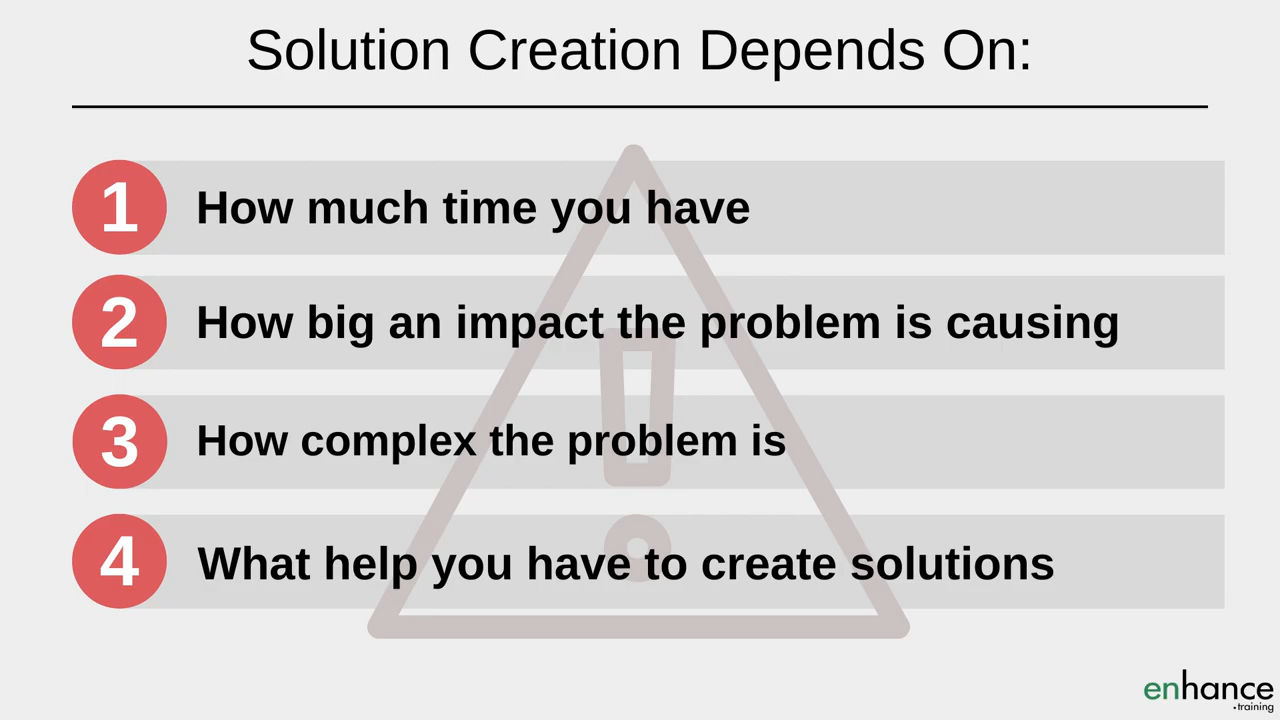 Solution Creation Depends On:
1 How much time you have
2 How big an impact the problem is causing
3 How complex the problem is
4 What help you have to create solutions
enhance
•training